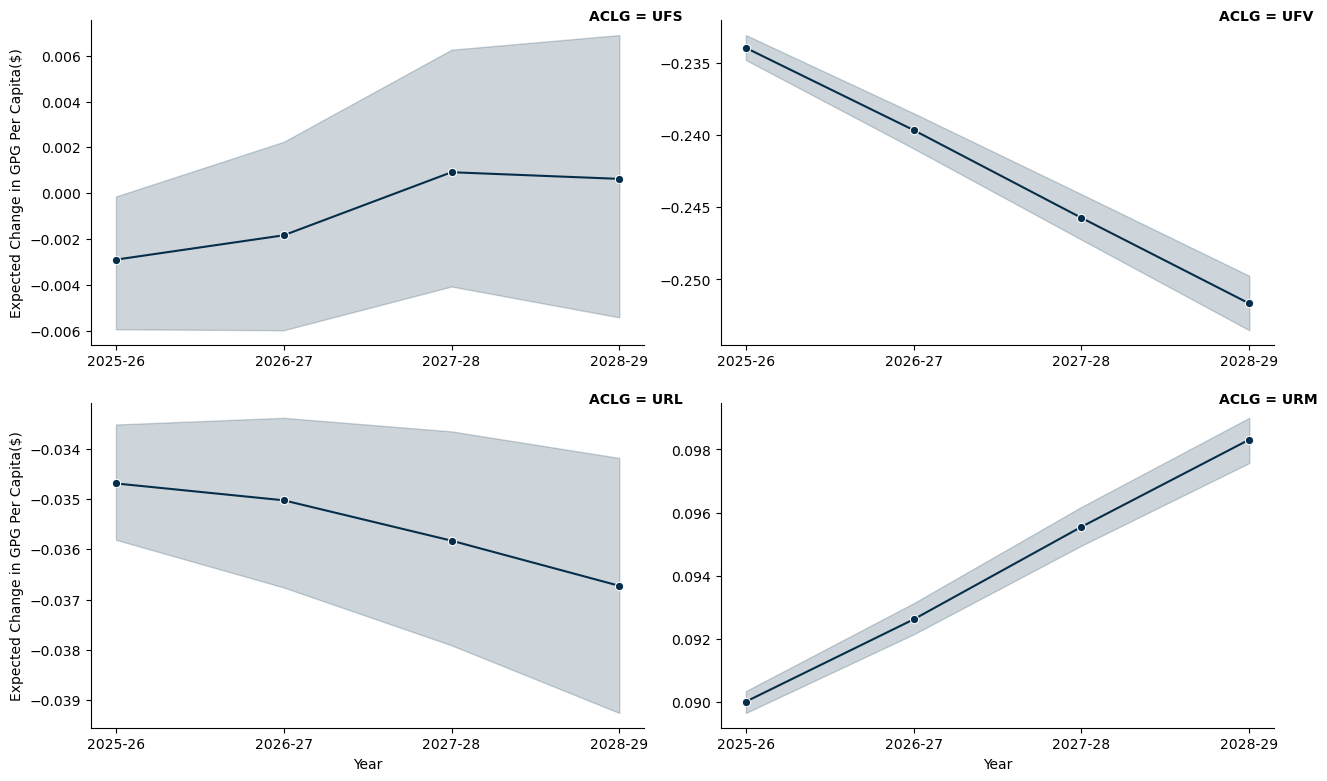 ACLG = UFS
Expected Change in GPG Per Capita($)
0.006
0.004
0.002
0.000
−0.002
−0.004
−0.006
2025-26 2026-27 2027-28 2028-29
ACLG = UFV
−0.235
−0.240
−0.245
−0.250
2025-26 2026-27 2027-28 2028-29
ACLG = URL
Expected Change in GPG Per Capita($)
−0.034
−0.035
−0.036
−0.037
−0.038
−0.039
2025-26 2026-27 2027-28 2028-29
Year
ACLG = URM
0.098
0.096
0.094
0.092
0.090
2025-26 2026-27 2027-28 2028-29
Year